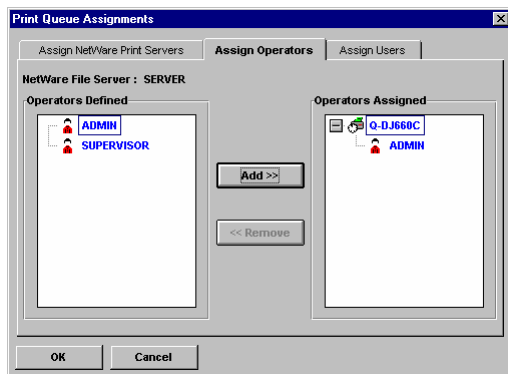 Print Queue Assignments
Assign NetWare Print Servers
Assign Operators
Assign Users
NetWare File Server : SERVER
Operators Defined
ADMIN
SUPERVISOR
Add >>
<< Remove
Operators Assigned
Q-DJ660C
ADMIN
OK
Cancel